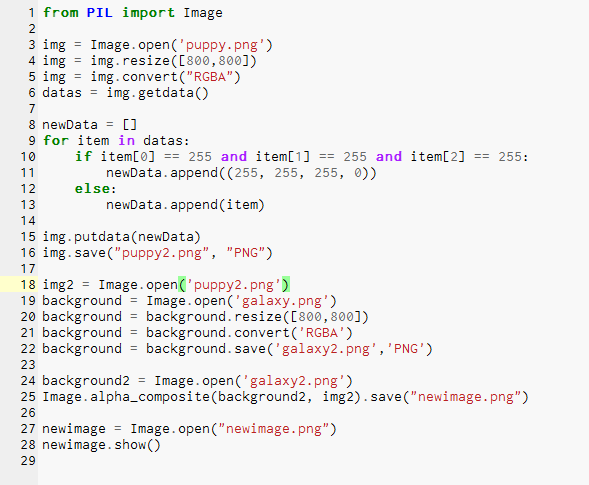 1 from PIL import Image
2
3 img = Image.open('puppy.png')
4 img = img.resize([800,800])
5 img = img.convert("RGBA")
6 datas = img.getdata()
7
8 newData = []
9 for item in datas:
10     if item[0] == 255 and item[1] == 255 and item[2] == 255:
11         newData.append((255, 255, 255, 0))
12     else:
13         newData.append(item)
14
15 img.putdata(newData)
16 img.save("puppy2.png", "PNG")
17
18 img2 = Image.open('puppy2.png')
19 background = Image.open('galaxy.png')
20 background = background.resize([800,800])
21 background = background.convert('RGBA')
22 background = background.save('galaxy2.png','PNG')
23
24 background2 = Image.open('galaxy2.png')
25 Image.alpha_composite(background2, img2).save("newimage.png")
26
27 newimage = Image.open("newimage.png")
28 newimage.show()
29